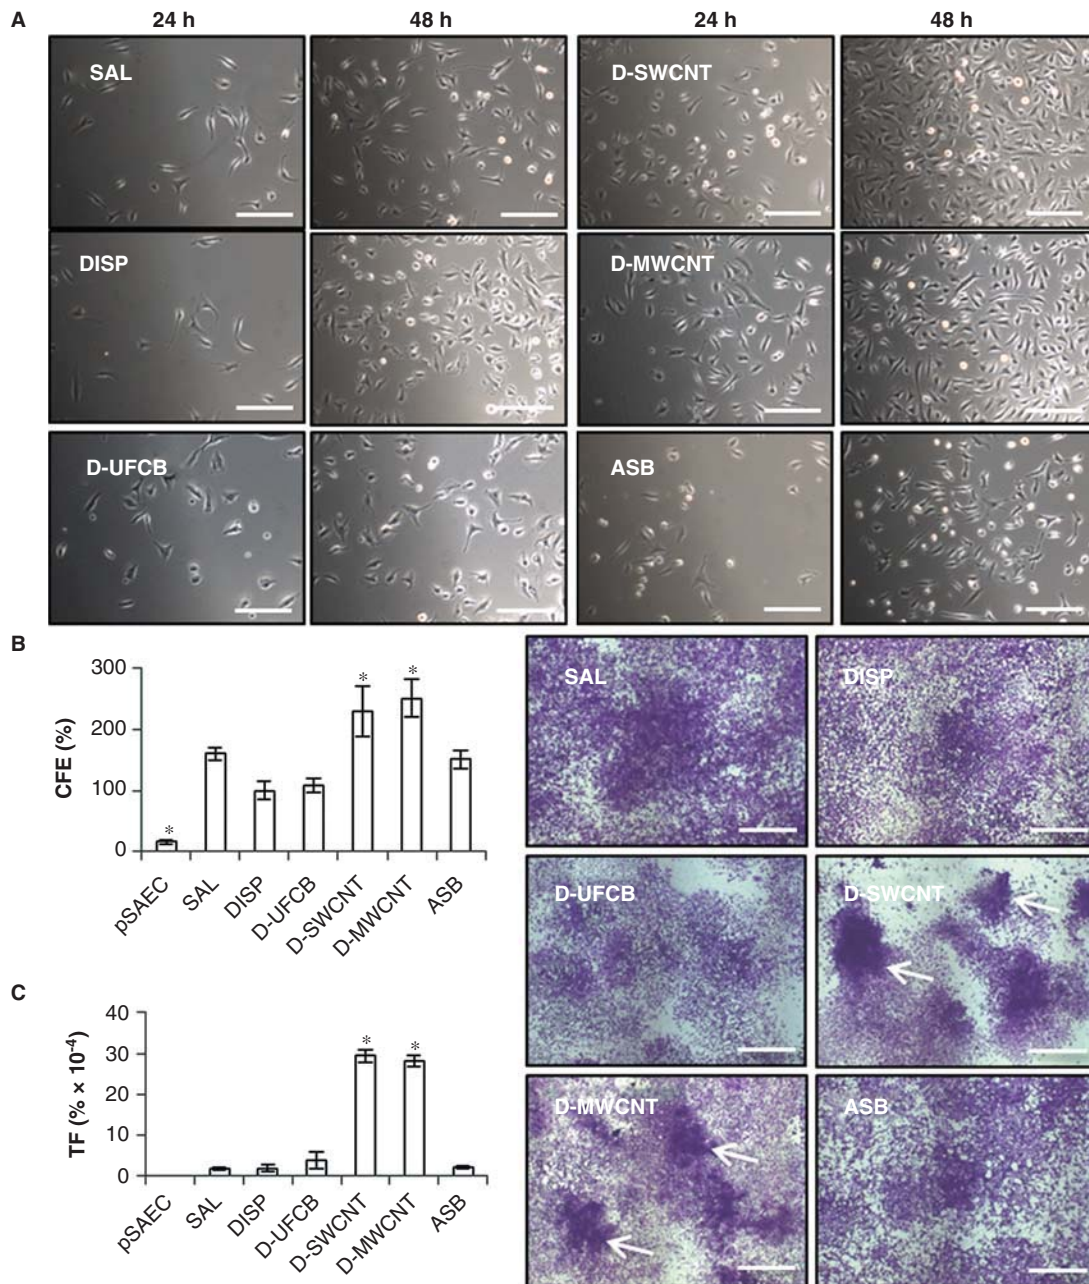 A
24 h 48 h 24 h 48 h
SAL
D-SWCNT
DISP
D-MWCNT
D-UFCB
ASB
B
300
200
100
0
CFE (%)
*
*
*
pSAEC
SAL
DISP
D-UFCB
D-SWCNT
D-MWCNT
ASB
SAL
DISP
D-UFCB
D-SWCNT
D-MWCNT
ASB
C
40
30
20
10
0
TF (% × 10⁻⁴)
*
*
pSAEC
SAL
DISP
D-UFCB
D-SWCNT
D-MWCNT
ASB